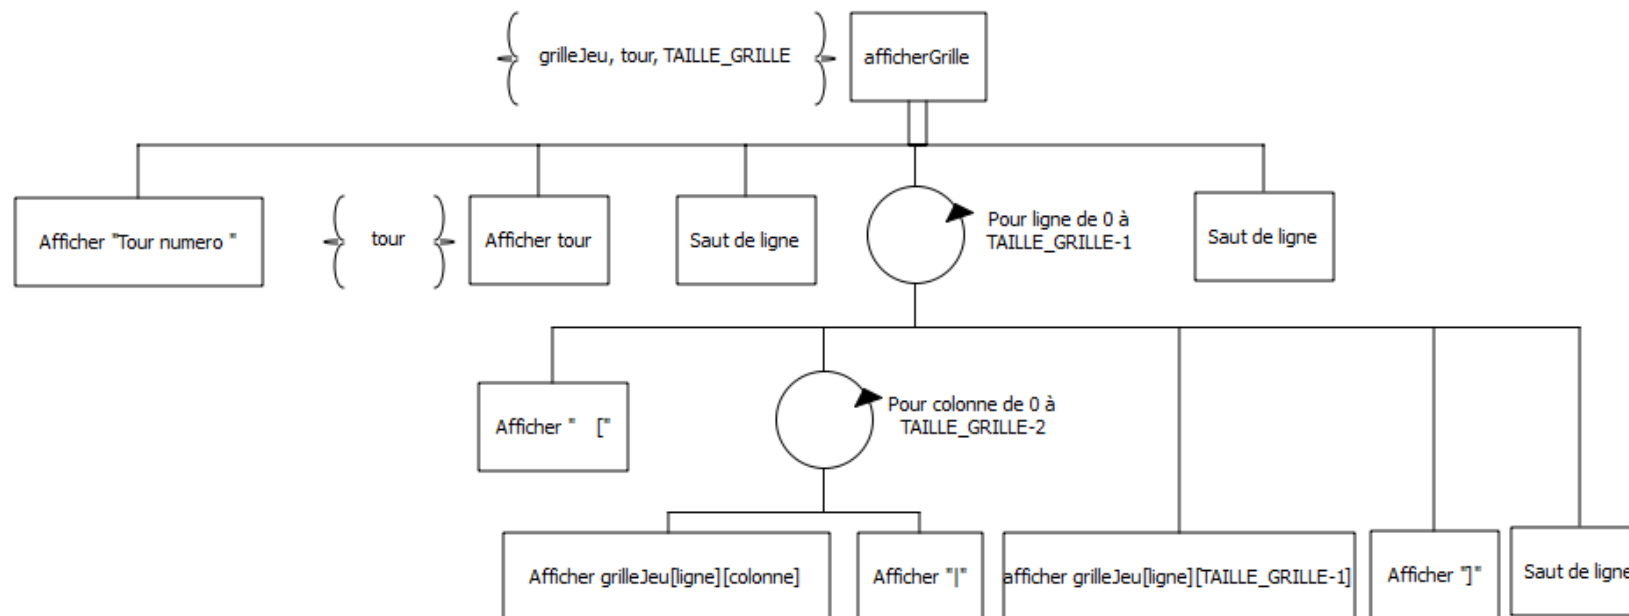 grilleJeu, tour, TAILLE_GRILLE
afficherGrille
Afficher "Tour numero "
tour
Afficher tour
Saut de ligne
Pour ligne de 0 à
TAILLE_GRILLE-1
Saut de ligne
Afficher "    ["
Pour colonne de 0 à
TAILLE_GRILLE-2
Afficher grilleJeu[ligne][colonne]
Afficher "|"
afficher grilleJeu[ligne][TAILLE_GRILLE-1]
Afficher "]"
Saut de ligne